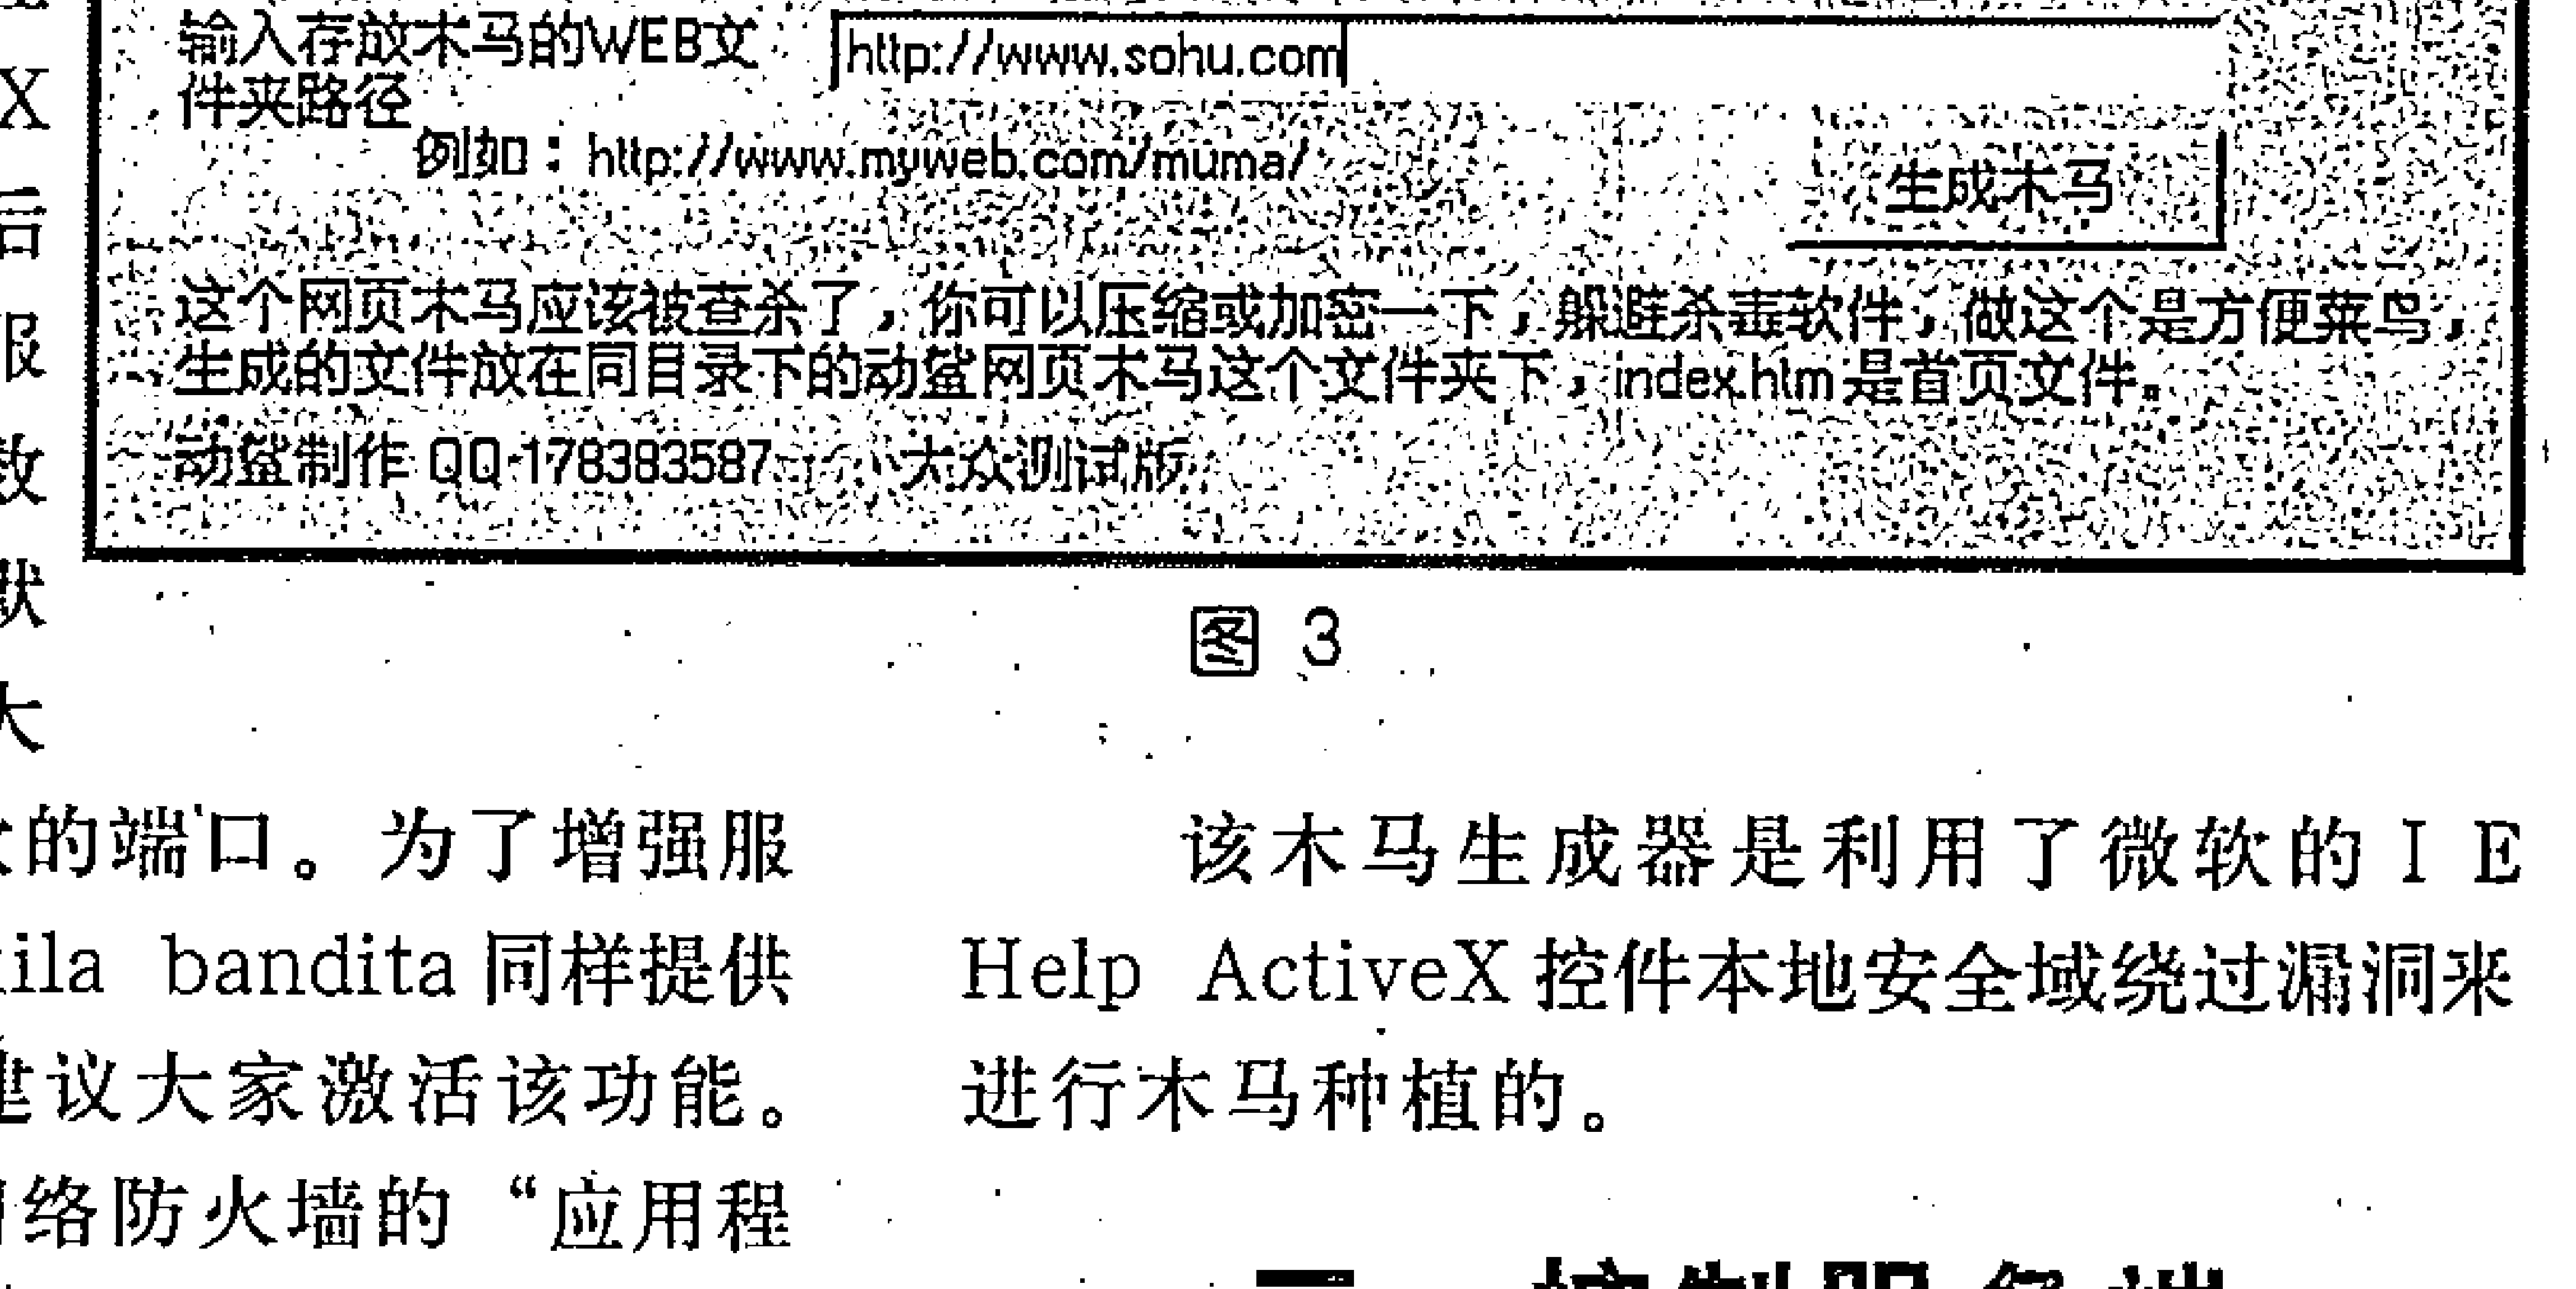 输入存放木马的WEB文
件夹路径
http://www.sohu.com
例如：http://www.myweb.com/muma/
生成木马
这个网页木马应该被查杀了，你可以压缩或加密一下，躲避杀毒软件，做这个是方便菜鸟，
生成的文件放在同目录下的动鲨网页木马这个文件夹下，index.htm是首页文件。
动鲨制作 QQ 178383587 大众测试版
图 3
X
后
服
大
的端口。为了增强服
bandita同样提供
建议大家激活该功能。
络防火墙的“应用程
该木马生成器是利用了微软的IE
Help ActiveX控件本地安全域绕过漏洞来
进行木马种植的。